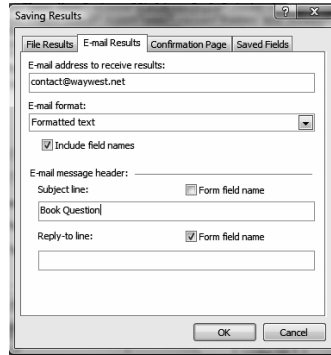 Saving Results
File Results E-mail Results Confirmation Page Saved Fields
E-mail address to receive results:
contact@waywest.net
E-mail format:
Formatted text
Include field names
E-mail message header:
Subject line: Form field name
Book Question
Reply-to line: Form field name
OK Cancel